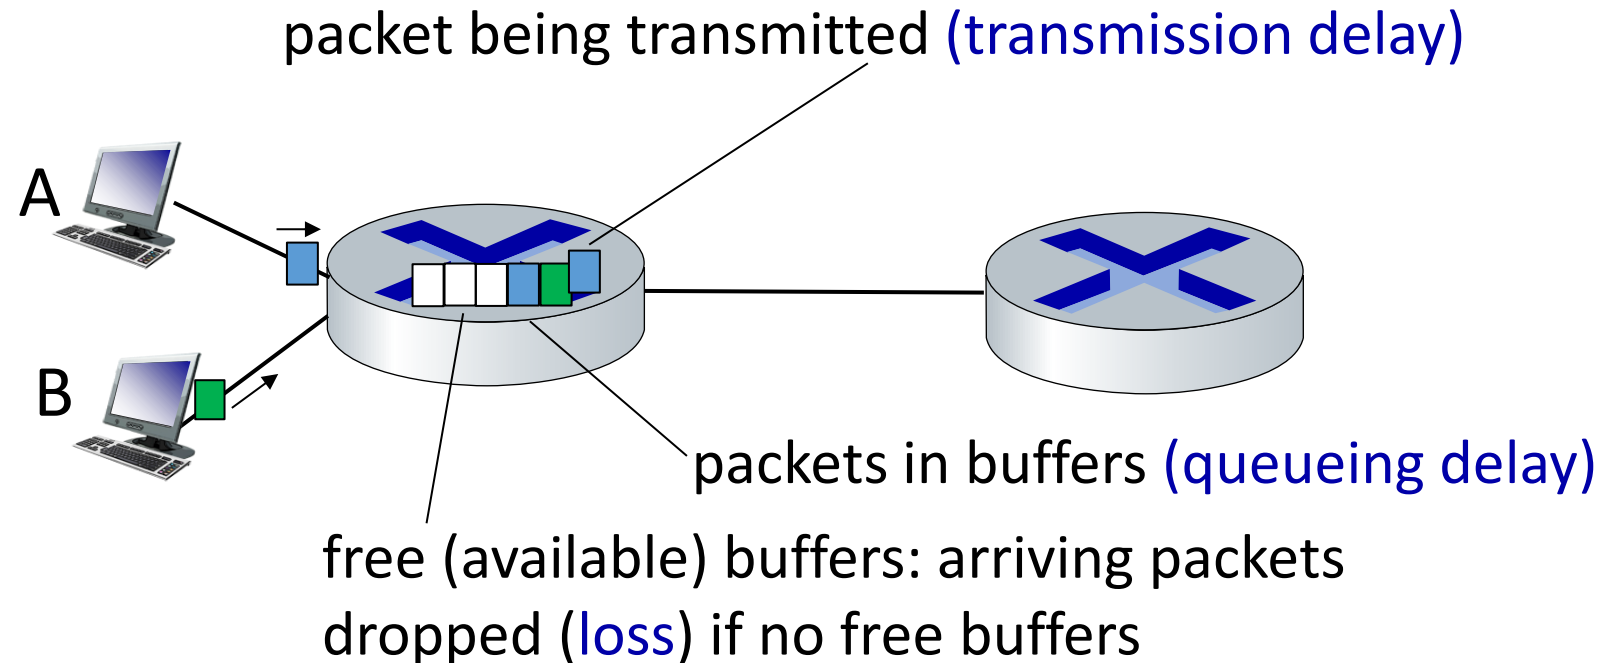 packet being transmitted (transmission delay)
A
B
packets in buffers (queueing delay)
free (available) buffers: arriving packets
dropped (loss) if no free buffers